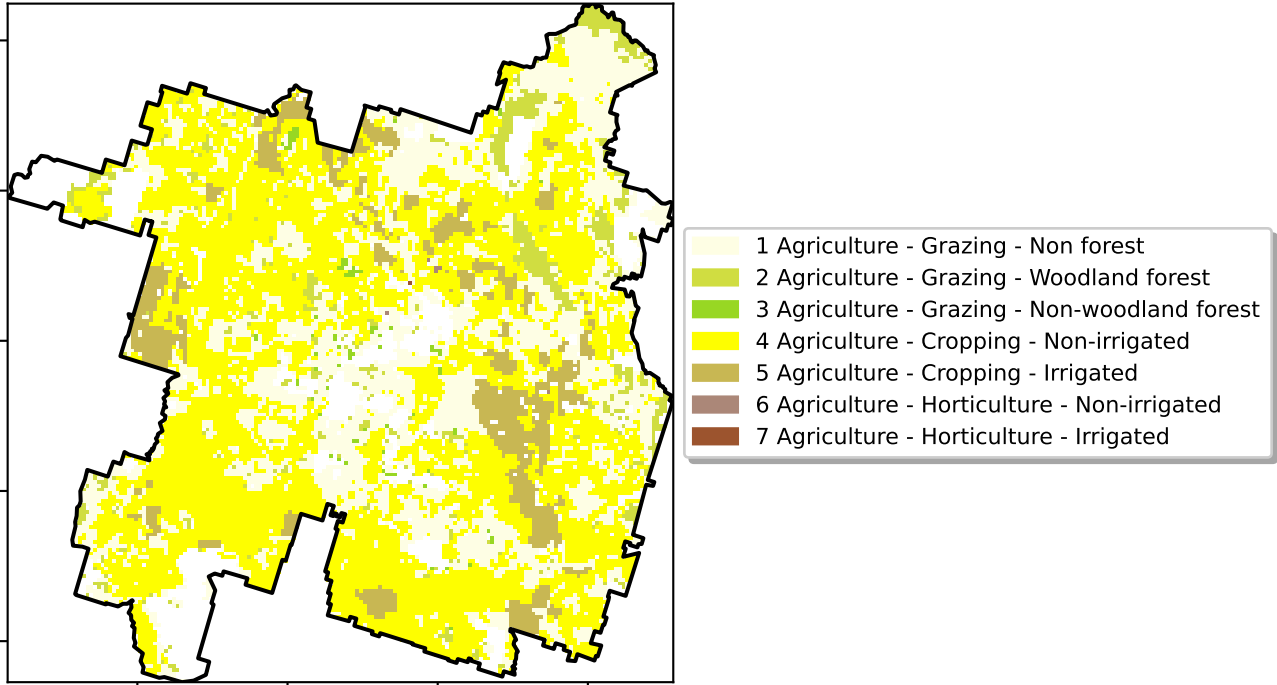 1 Agriculture - Grazing - Non forest
2 Agriculture - Grazing - Woodland forest
3 Agriculture - Grazing - Non-woodland forest
4 Agriculture - Cropping - Non-irrigated
5 Agriculture - Cropping - Irrigated
6 Agriculture - Horticulture - Non-irrigated
7 Agriculture - Horticulture - Irrigated